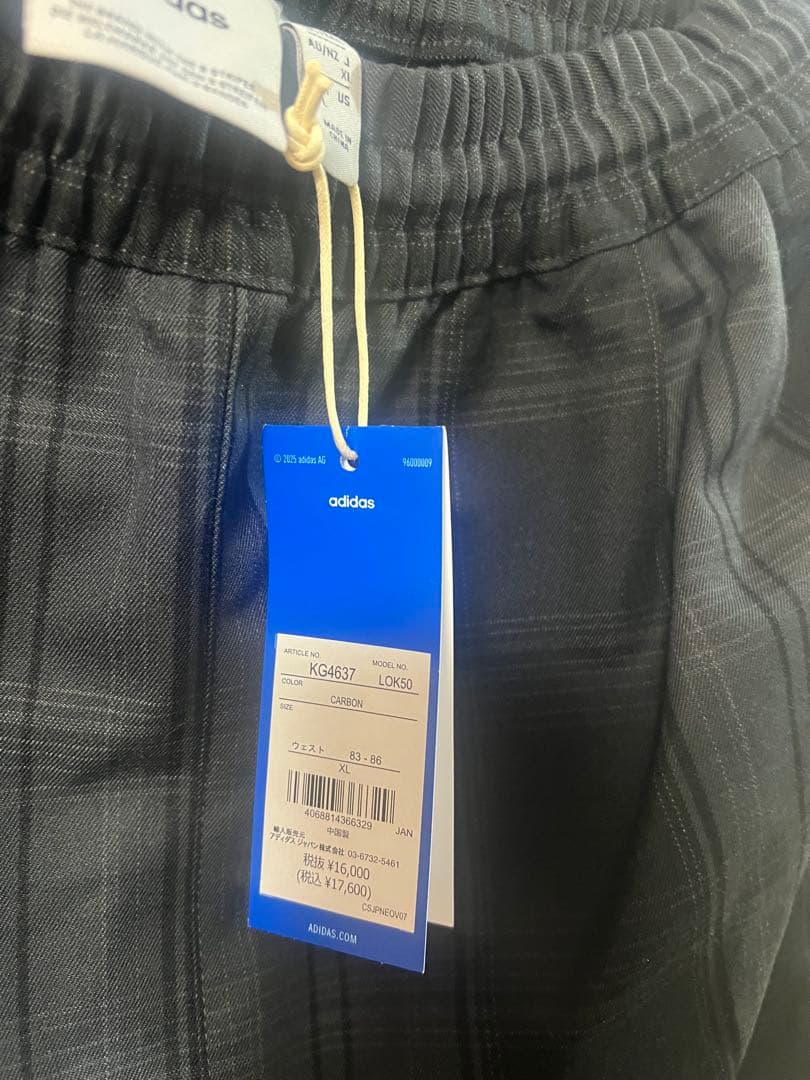 adidas
AU/NZ J
XL
US
MADE IN
CHINA
© 2025 adidas AG
96000009
adidas
ARTICLE NO.
KG4637
MODEL NO.
LOK50
COLOR
CARBON
SIZE
ウェスト 83 - 86
XL
4068814366329 JAN
中国製
輸入販売元
アディダス ジャパン株式会社 03-6732-5461
税抜 ¥16,000
(税込 ¥17,600)
CSJPNEOV07
ADIDAS.COM